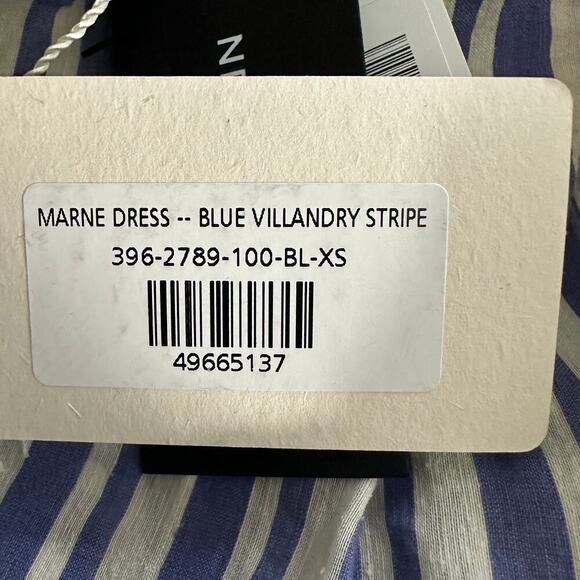 MARNE DRESS -- BLUE VILLANDRY STRIPE
396-2789-100-BL-XS
49665137